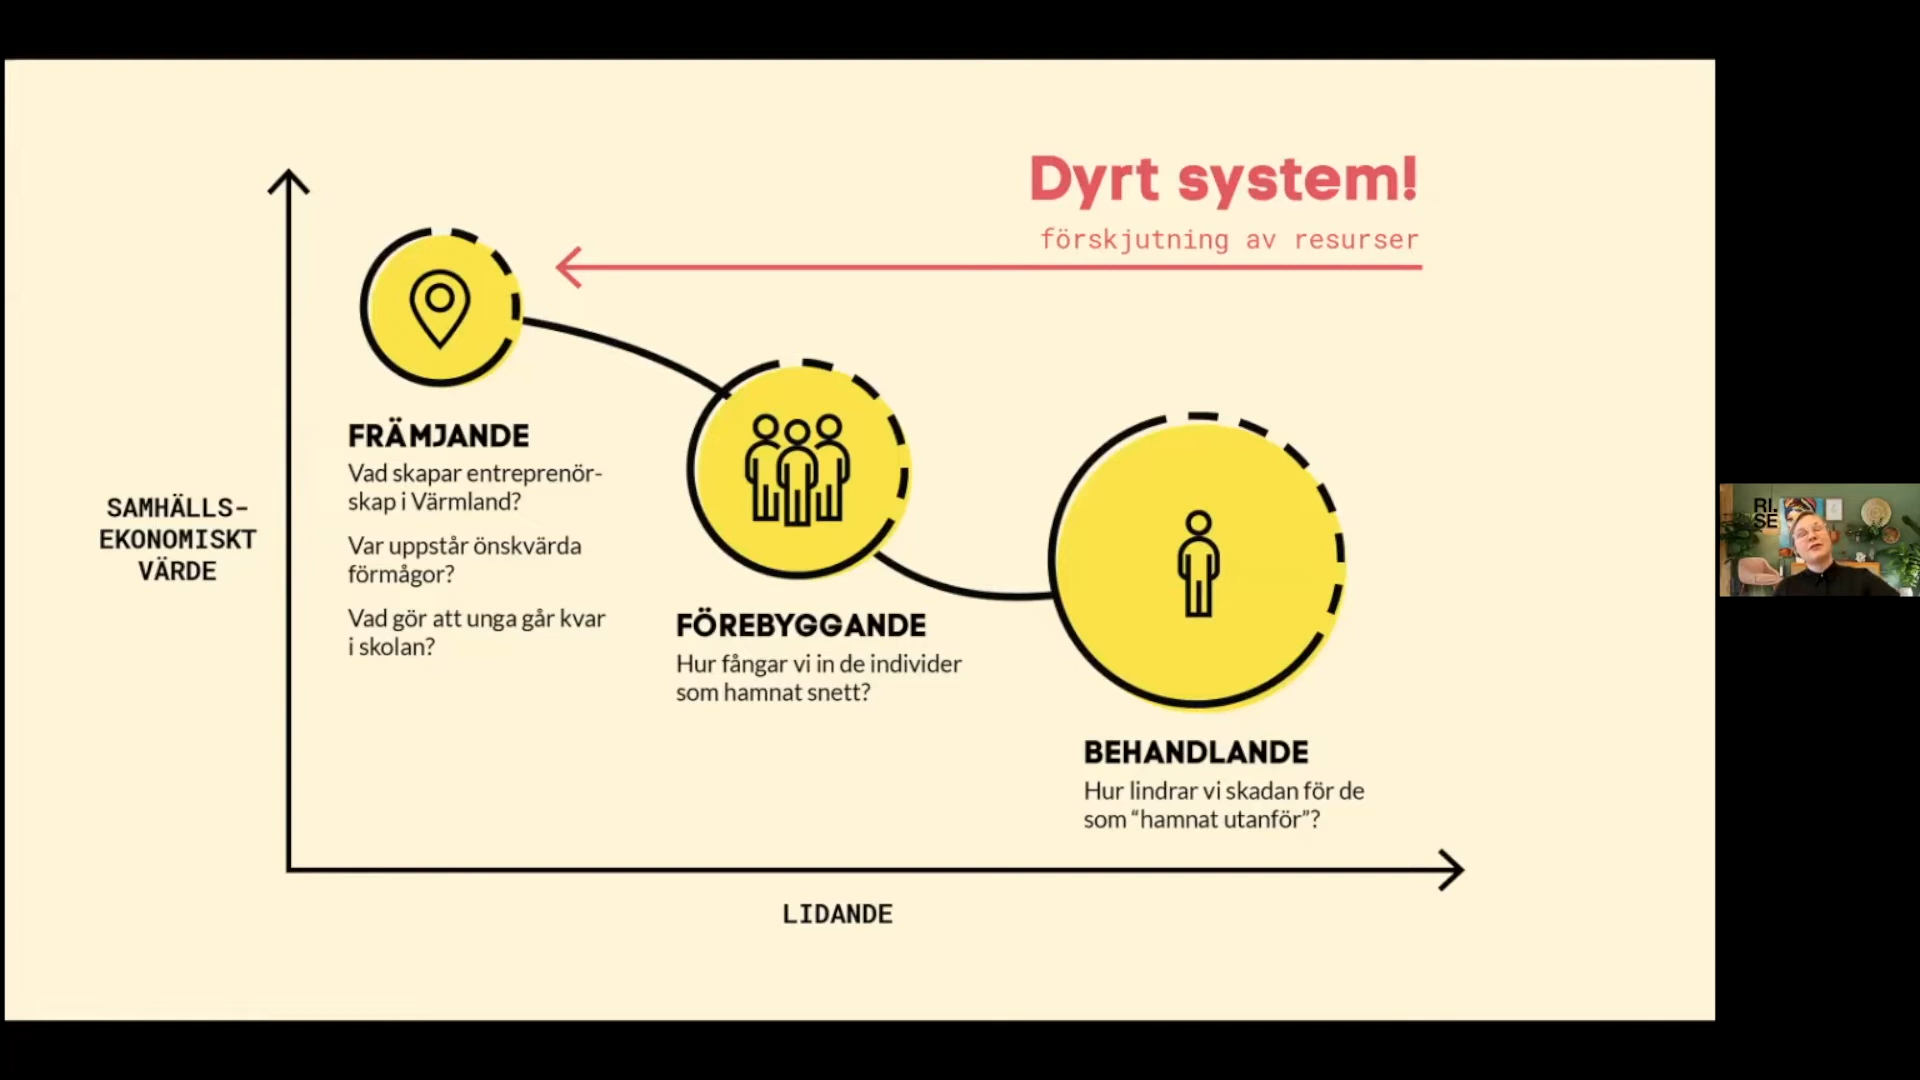 Dyrt system!
förskjutning av resurser
SAMHÄLLS-
EKONOMISKT
VÄRDE
FRÄMJANDE
Vad skapar entreprenör-
skap i Värmland?
Var uppstår önskvärda
förmågor?
Vad gör att unga går kvar
i skolan?
FÖREBYGGANDE
Hur fångar vi in de individer
som hamnat snett?
BEHANDLANDE
Hur lindrar vi skadan för de
som “hamnat utanför”?
LIDANDE
RI.
SE